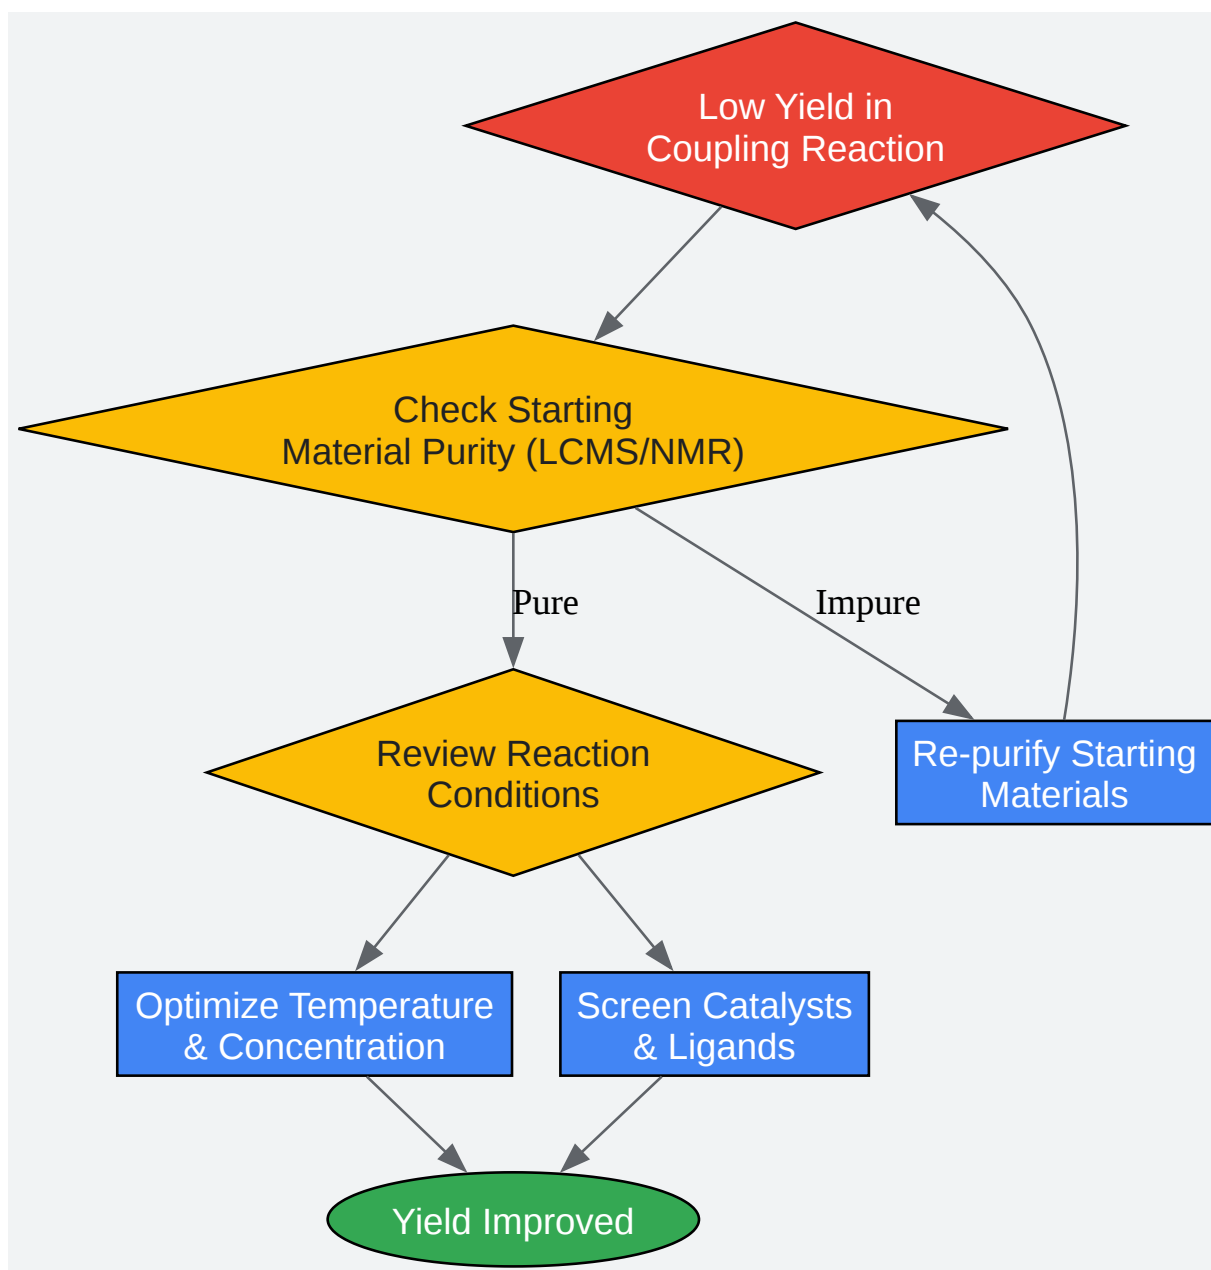 Low Yield in
Coupling Reaction
Check Starting
Material Purity (LCMS/NMR)
Pure
Impure
Review Reaction
Conditions
Re-purify Starting
Materials
Optimize Temperature
& Concentration
Screen Catalysts
& Ligands
Yield Improved